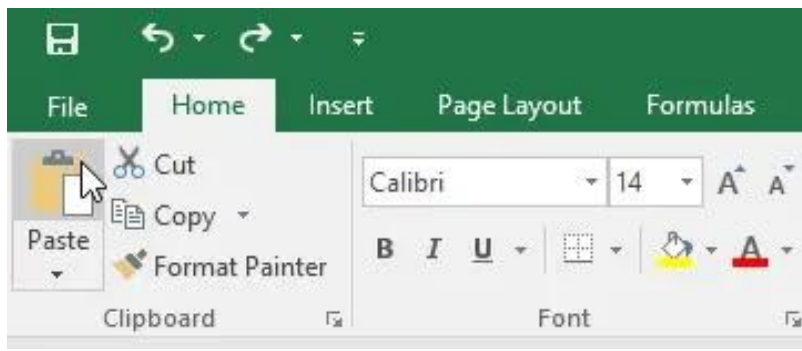 File Home Insert Page Layout Formulas
Cut
Calibri 14 A A
Copy
Paste
B I U A
Format Painter
Clipboard Font